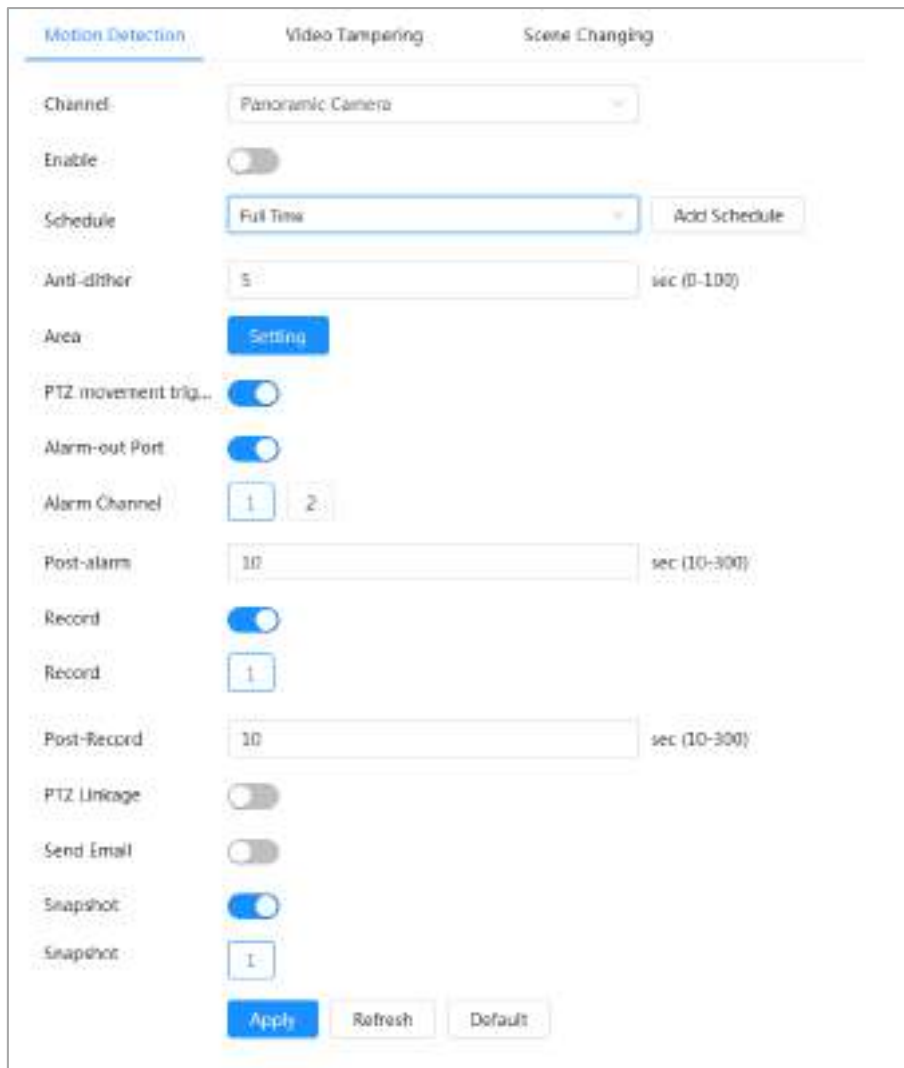 Motion Detection Video Tampering Scene Changing
Channel Panoramic Camera
Enable
Schedule Full Time Add Schedule
Anti-dither 5 sec (0-100)
Area Setting
PTZ movement trig...
Alarm-out Port
Alarm Channel 1 2
Post-alarm 10 sec (10-300)
Record
Record 1
Post-Record 10 sec (10-300)
PTZ Linkage
Send Email
Snapshot
Snapshot 1
Apply Refresh Default